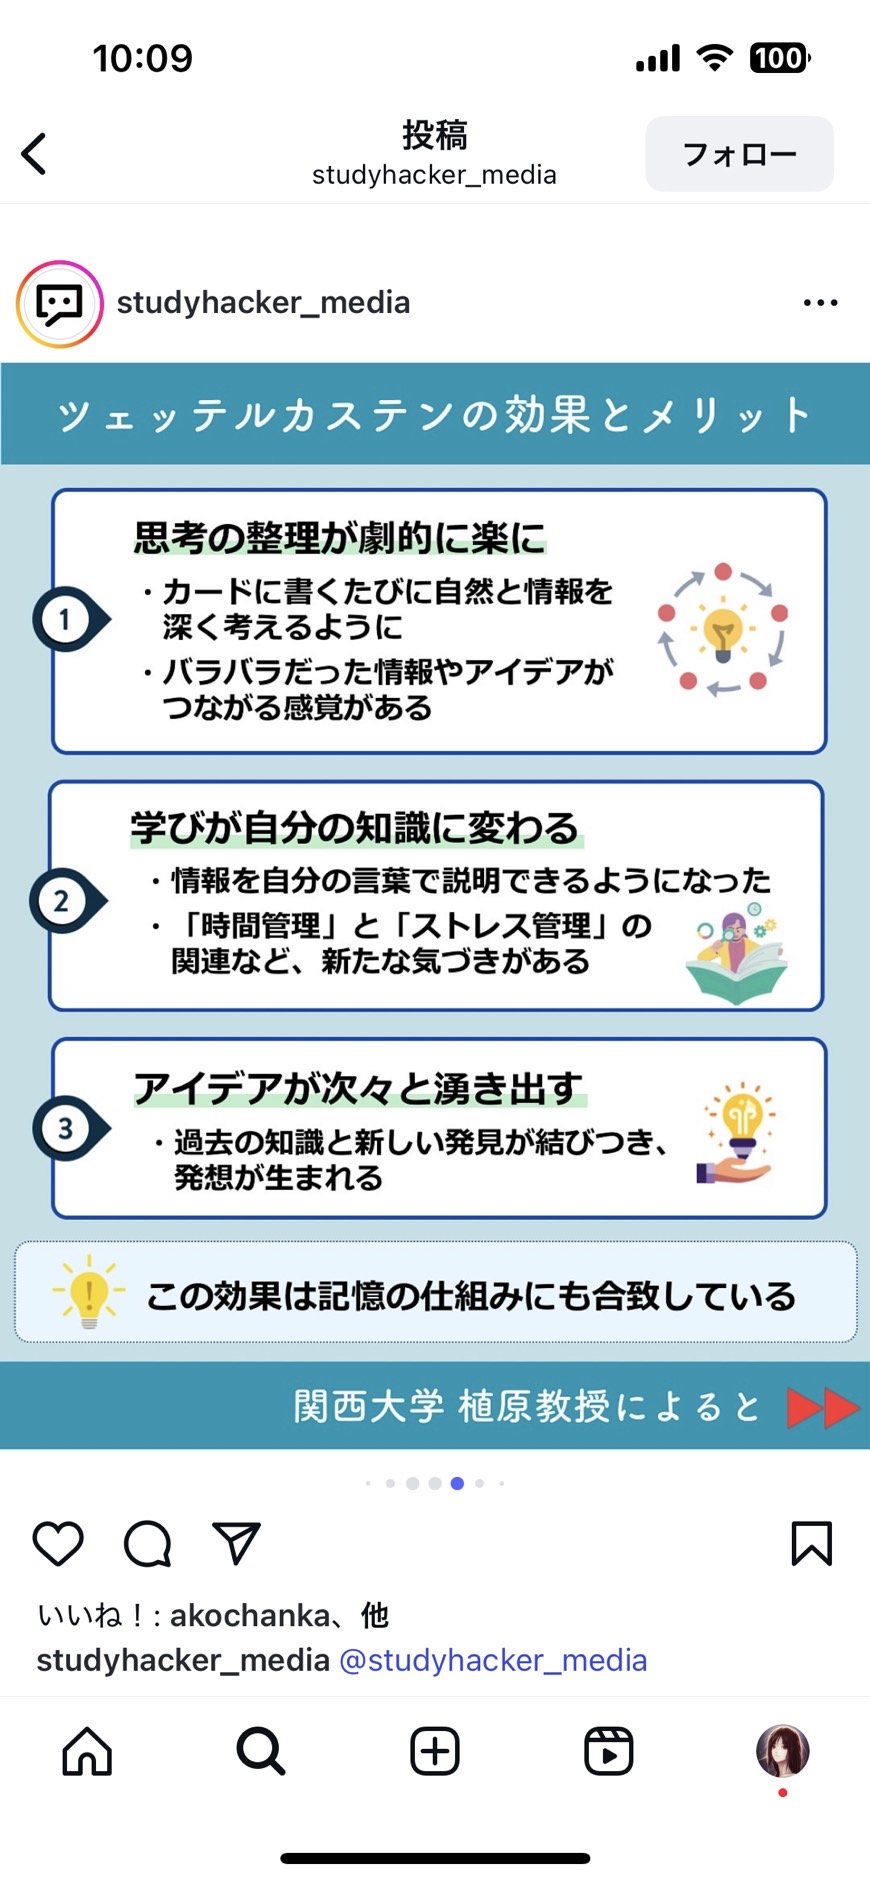 10:09
100
投稿
studyhacker_media
フォロー
studyhacker_media
ツェッテルカステンの効果とメリット
1
思考の整理が劇的に楽に
・カードに書くたびに自然と情報を
深く考えるように
・バラバラだった情報やアイデアが
つながる感覚がある
2
学びが自分の知識に変わる
・情報を自分の言葉で説明できるようになった
・「時間管理」と「ストレス管理」の
関連など、新たな気づきがある
3
アイデアが次々と湧き出す
・過去の知識と新しい発見が結びつき、
発想が生まれる
この効果は記憶の仕組みにも合致している
関西大学 植原教授によると
いいね！: akochanka、他
studyhacker_media @studyhacker_media